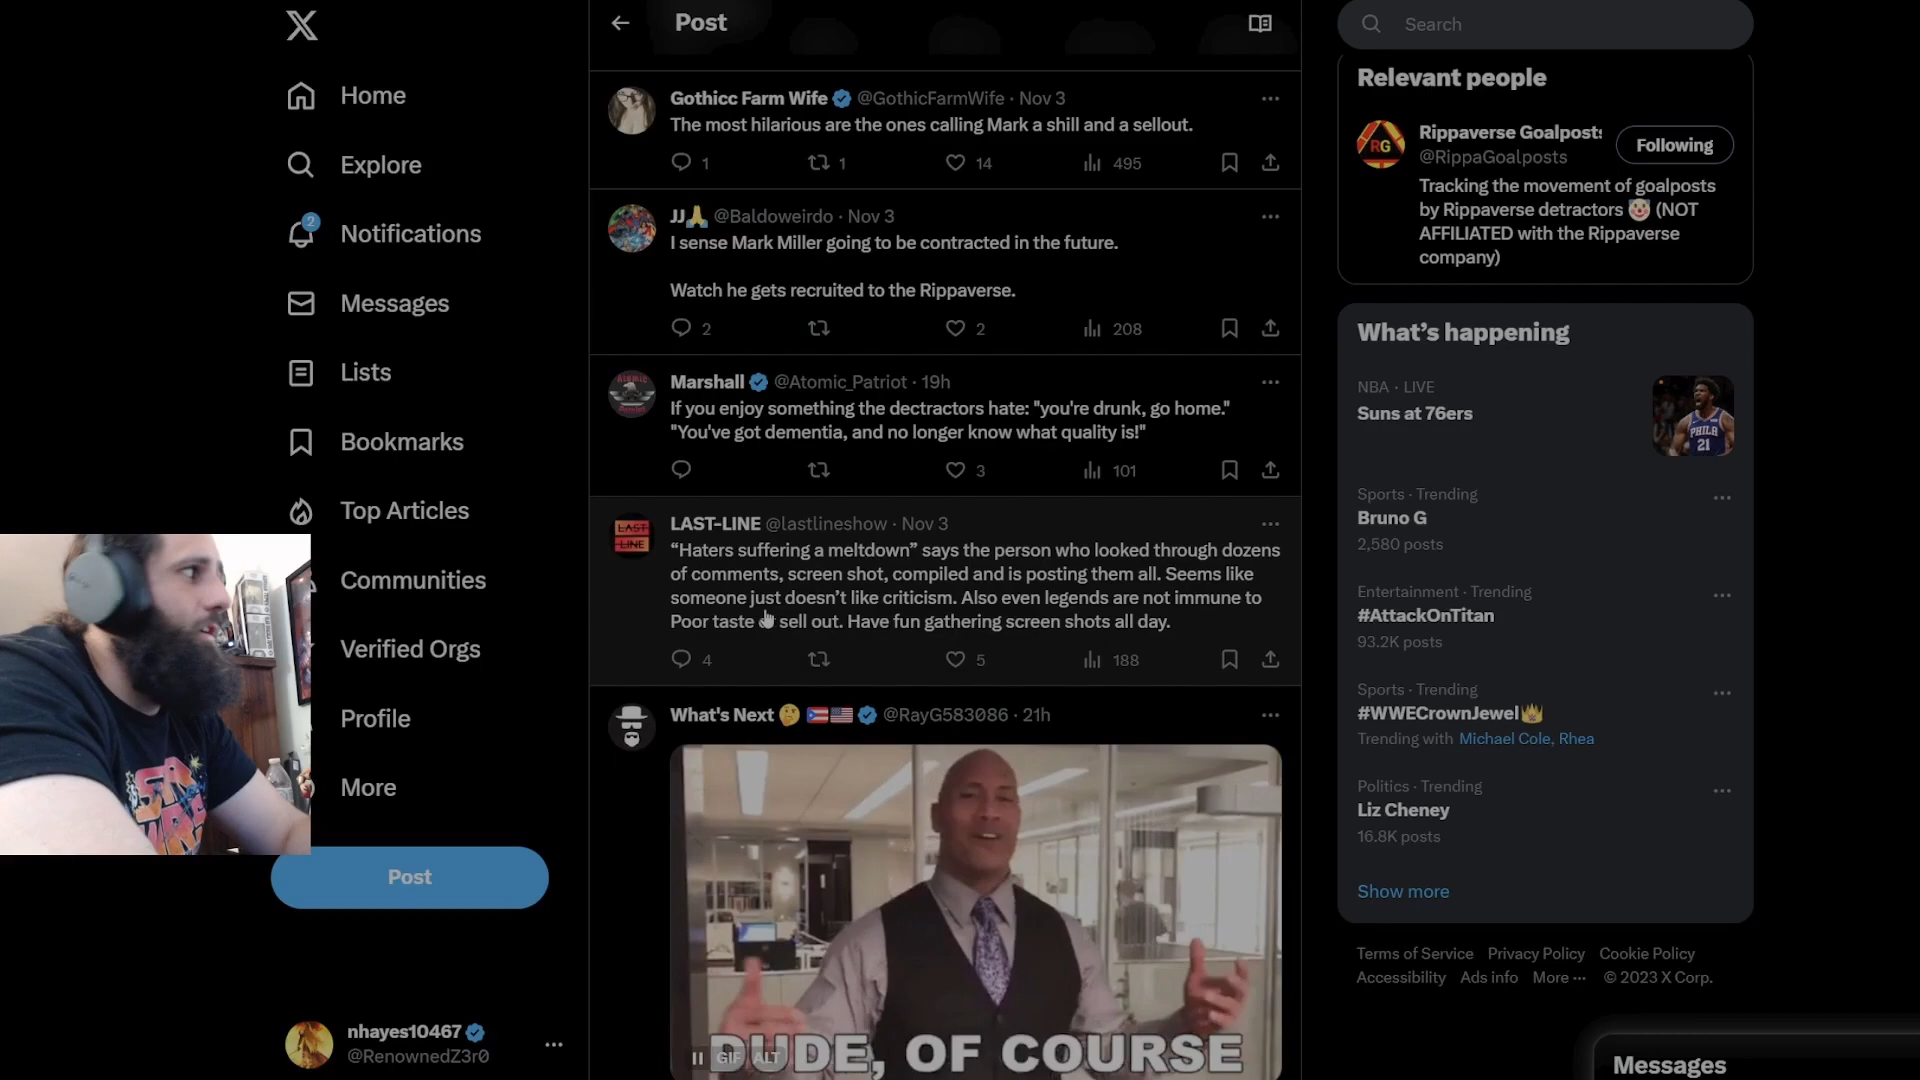 Home
Explore
2
Notifications
Messages
Lists
Bookmarks
Top Articles
Communities
Verified Orgs
Profile
More
Post
nhayes10467
@RenownedZ3r0
Post
Gothicc Farm Wife @GothicFarmWife · Nov 3
The most hilarious are the ones calling Mark a shill and a sellout.
1 1 14 495
JJ🙏 @Baldoweirdo · Nov 3
I sense Mark Miller going to be contracted in the future.
Watch he gets recruited to the Rippaverse.
2 2 208
Marshall @Atomic_Patriot · 19h
If you enjoy something the dectractors hate: "you're drunk, go home."
"You've got dementia, and no longer know what quality is!"
3 101
LAST-LINE
LAST-LINE @lastlineshow · Nov 3
“Haters suffering a meltdown” says the person who looked through dozens
of comments, screen shot, compiled and is posting them all. Seems like
someone just doesn’t like criticism. Also even legends are not immune to
Poor taste sell out. Have fun gathering screen shots all day.
4 5 188
What's Next 🤔 🇵🇷🇺🇸 @RayG583086 · 21h
DUDE, OF COURSE
GIF ALT
Search
Relevant people
RG
Rippaverse Goalposts
@RippaGoalposts
Following
Tracking the movement of goalposts
by Rippaverse detractors 🤡 (NOT
AFFILIATED with the Rippaverse
company)
What’s happening
NBA · LIVE
Suns at 76ers
PHILA
21
Sports · Trending
Bruno G
2,580 posts
Entertainment · Trending
#AttackOnTitan
93.2K posts
Sports · Trending
#WWECrownJewel👑
Trending with Michael Cole, Rhea
Politics · Trending
Liz Cheney
16.8K posts
Show more
Terms of Service Privacy Policy Cookie Policy
Accessibility Ads info More ··· © 2023 X Corp.
Messages